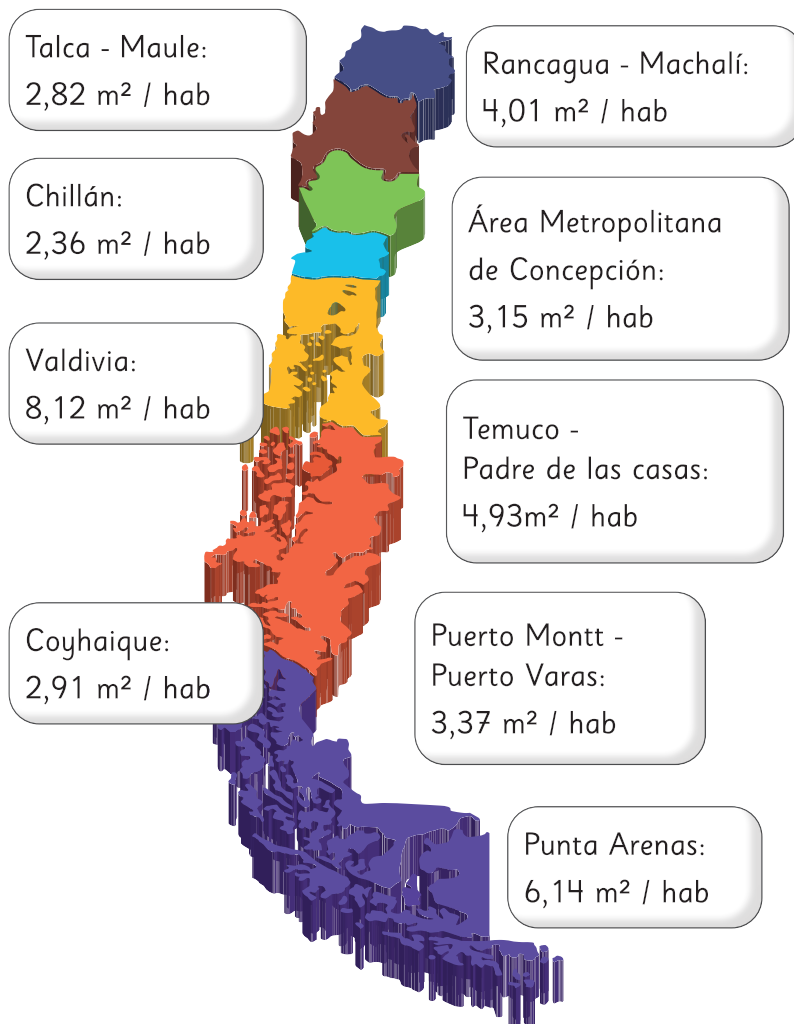 Talca - Maule:
2,82 m² / hab
Rancagua - Machalí:
4,01 m² / hab
Chillán:
2,36 m² / hab
Área Metropolitana
de Concepción:
3,15 m² / hab
Valdivia:
8,12 m² / hab
Temuco -
Padre de las casas:
4,93m² / hab
Coyhaique:
2,91 m² / hab
Puerto Montt -
Puerto Varas:
3,37 m² / hab
Punta Arenas:
6,14 m² / hab